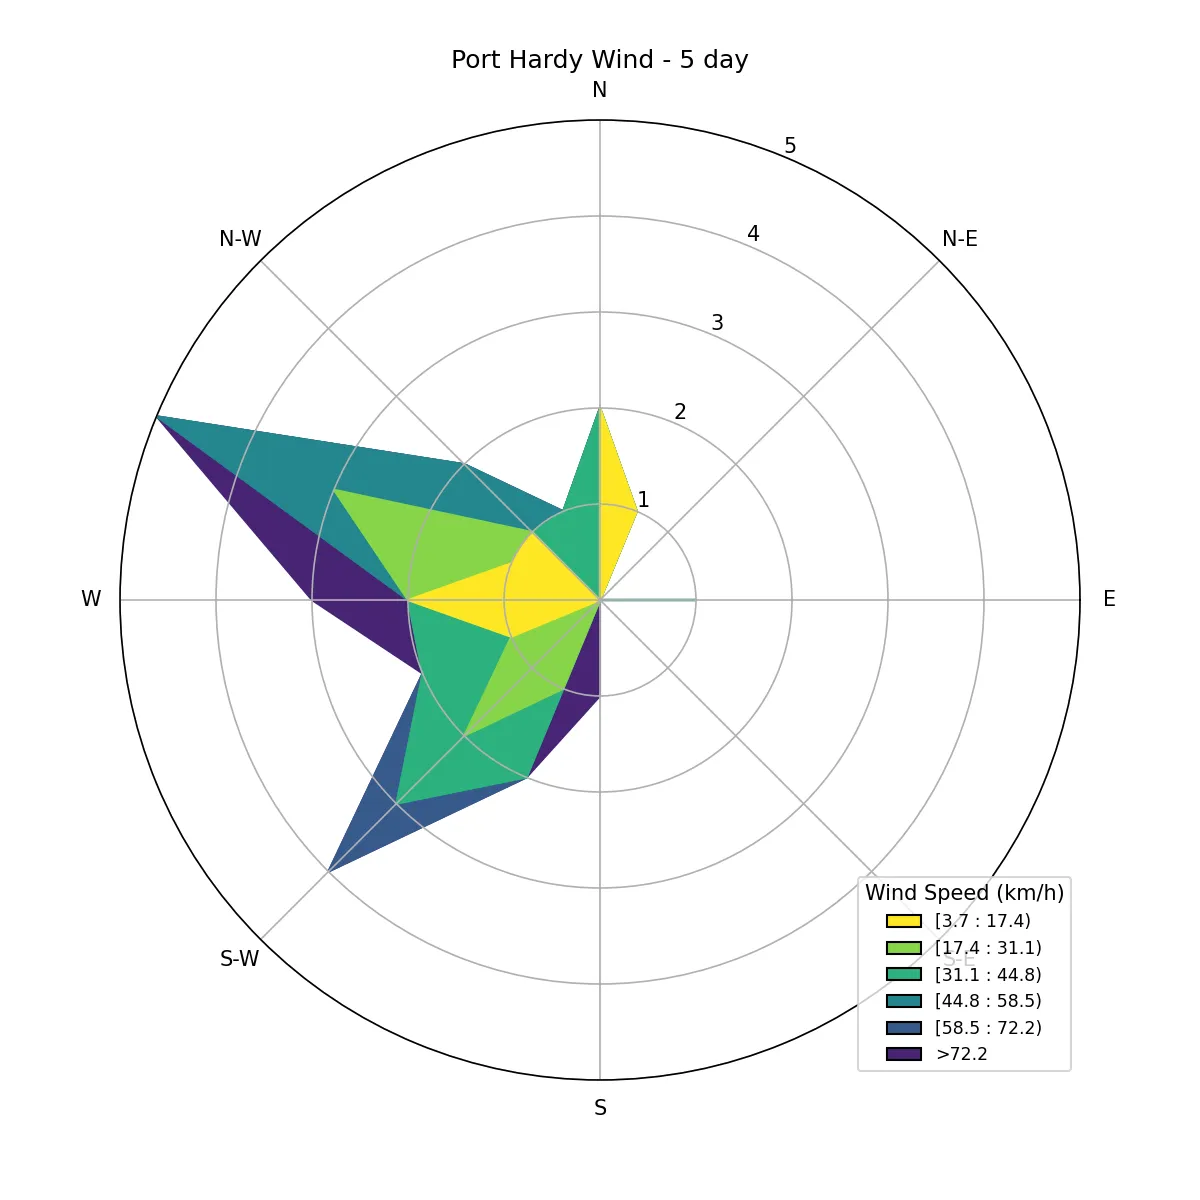 Port Hardy Wind - 5 day
N
5
N-W
N-E
4
3
2
1
W
E
S-W
S-E
S
Wind Speed (km/h)
[3.7 : 17.4)
[17.4 : 31.1)
[31.1 : 44.8)
[44.8 : 58.5)
[58.5 : 72.2)
>72.2